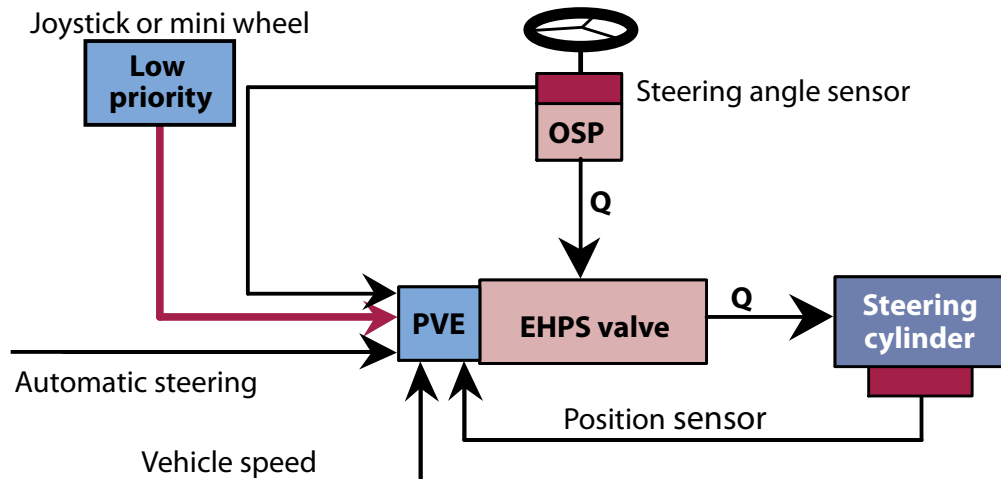 Joystick or mini wheel
Low
priority
Steering angle sensor
OSP
Q
PVE
EHPS valve
Q
Steering
cylinder
Automatic steering
Position sensor
Vehicle speed